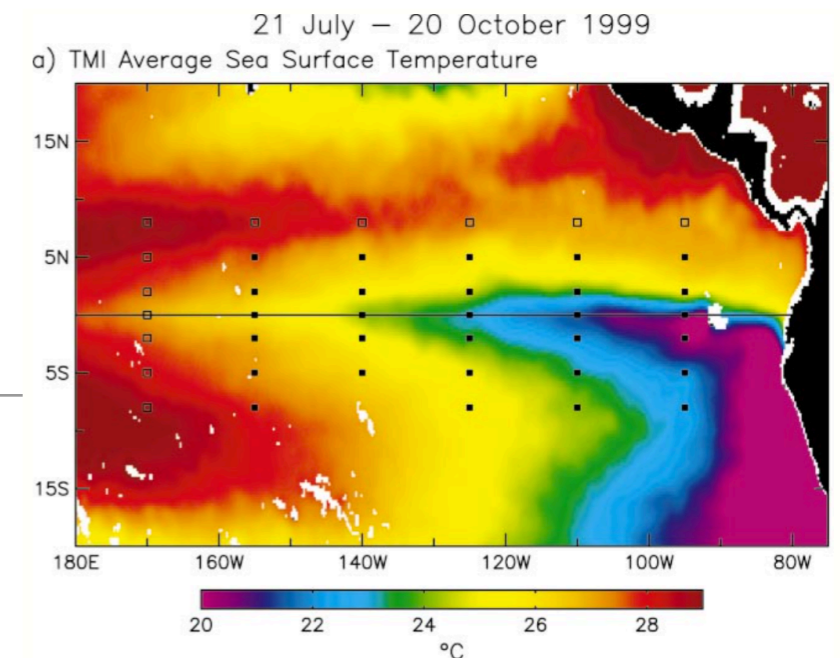 21 July – 20 October 1999
a) TMI Average Sea Surface Temperature
15N
5N
5S
15S
180E 160W 140W 120W 100W 80W
20 22 24 26 28
°C